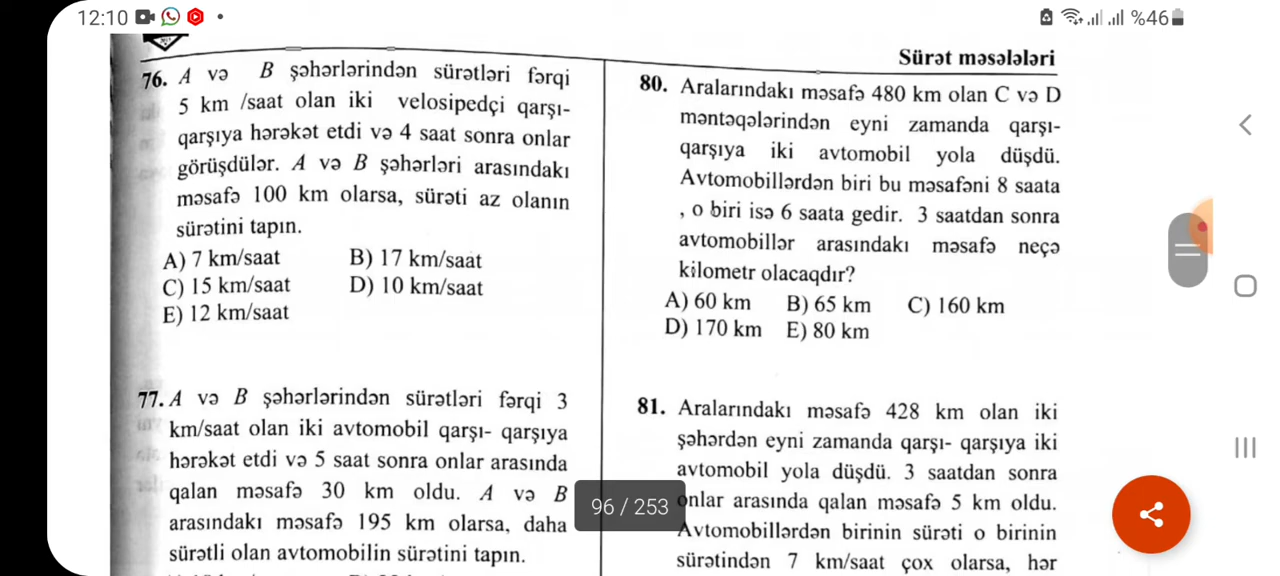 12:10
%46
Sürət məsələləri
76. A və B şəhərlərindən sürətləri fərqi
5 km /saat olan iki velosipedçi qarşı-
qarşıya hərəkət etdi və 4 saat sonra onlar
görüşdülər. A və B şəhərləri arasındakı
məsafə 100 km olarsa, sürəti az olanın
sürətini tapın.
A) 7 km/saat B) 17 km/saat
C) 15 km/saat D) 10 km/saat
E) 12 km/saat
77. A və B şəhərlərindən sürətləri fərqi 3
km/saat olan iki avtomobil qarşı- qarşıya
hərəkət etdi və 5 saat sonra onlar arasında
qalan məsafə 30 km oldu. A və B
arasındakı məsafə 195 km olarsa, daha
sürətli olan avtomobilin sürətini tapın.
80. Aralarındakı məsafə 480 km olan C və D
məntəqələrindən eyni zamanda qarşı-
qarşıya iki avtomobil yola düşdü.
Avtomobillərdən biri bu məsafəni 8 saata
, o biri isə 6 saata gedir. 3 saatdan sonra
avtomobillər arasındakı məsafə neçə
kilometr olacaqdır?
A) 60 km B) 65 km C) 160 km
D) 170 km E) 80 km
81. Aralarındakı məsafə 428 km olan iki
şəhərdən eyni zamanda qarşı- qarşıya iki
avtomobil yola düşdü. 3 saatdan sonra
onlar arasında qalan məsafə 5 km oldu.
Avtomobillərdən birinin sürəti o birinin
sürətindən 7 km/saat çox olarsa, hər
96 / 253